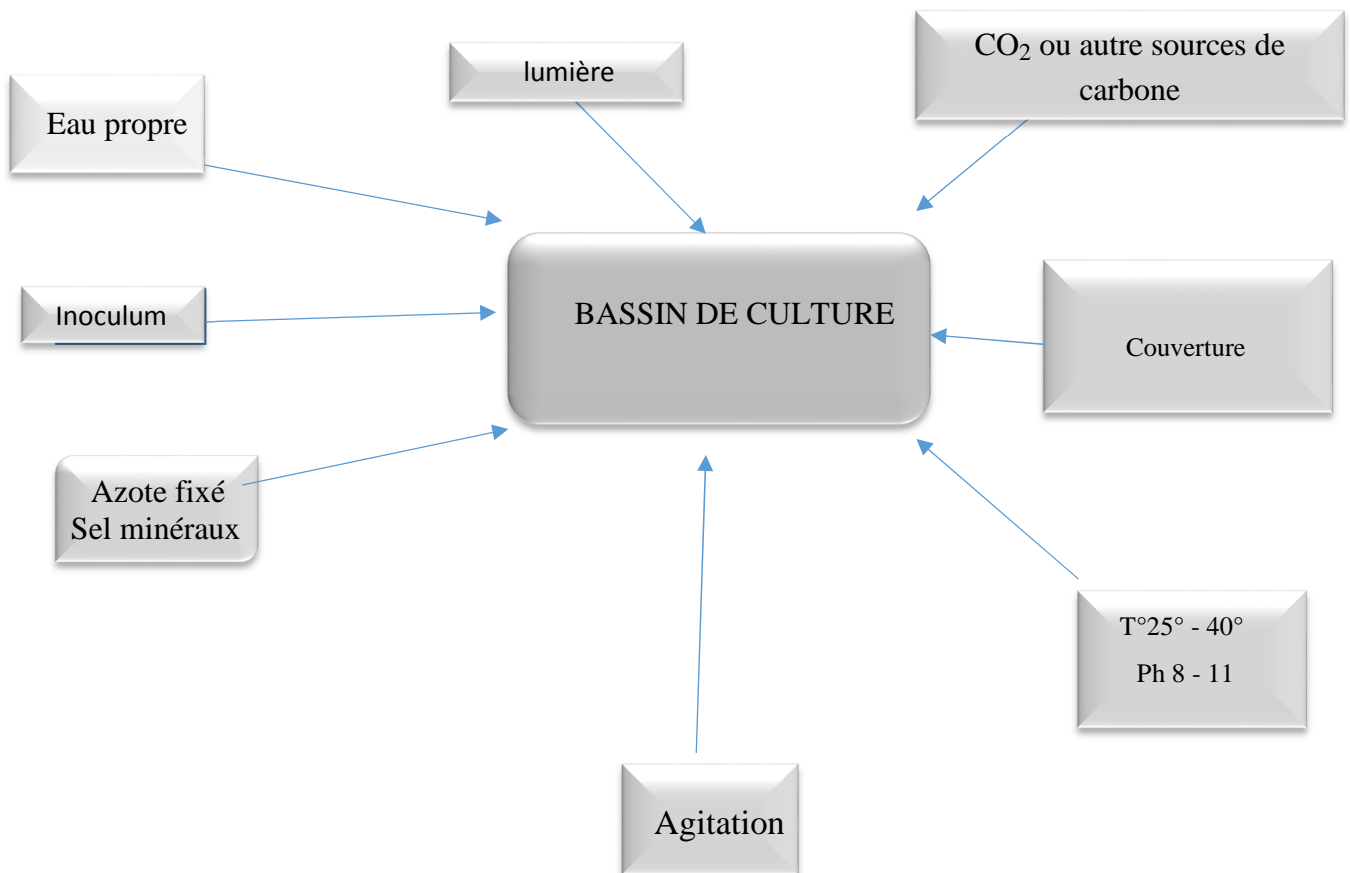 lumière
CO₂ ou autre sources de
carbone
Eau propre
Inoculum
BASSIN DE CULTURE
Couverture
Azote fixé
Sel minéraux
T°25° - 40°
Ph 8 - 11
Agitation